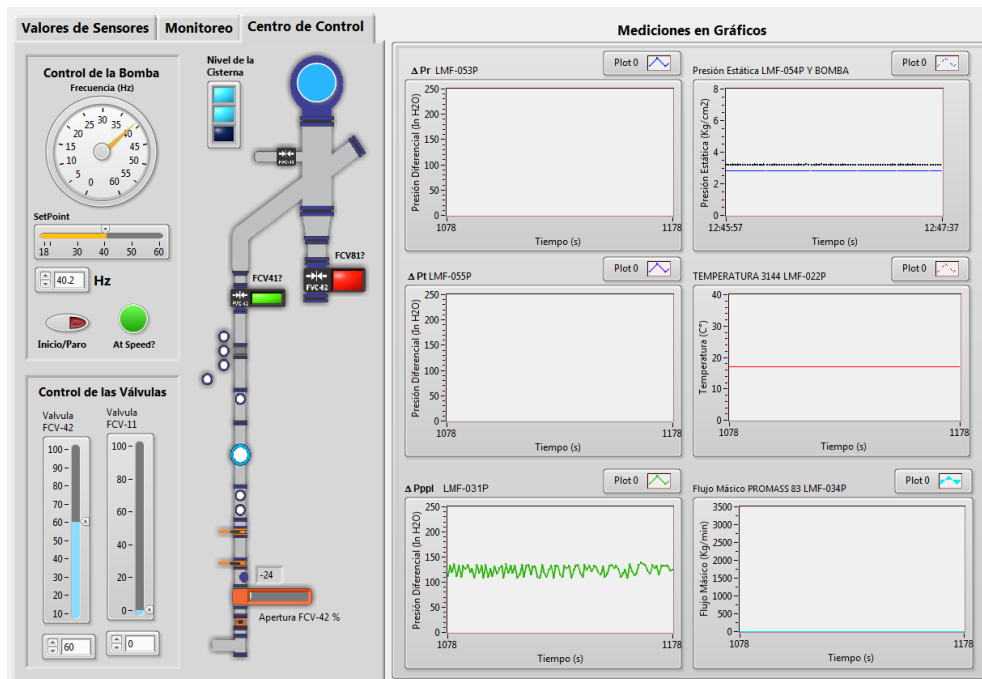 Valores de Sensores
Monitoreo
Centro de Control
Control de la Bomba
Frecuencia (Hz)
0
5
10
15
20
25
30
35
40
45
50
55
60
SetPoint
18 30 40 50 60
40.2 Hz
Inicio/Paro
At Speed?
Control de las Válvulas
Valvula
FCV-42
100
90
80
70
60
50
40
30
20
10
60
Valvula
FCV-11
100
80
60
40
20
0
0
Nivel de la
Cisterna
FCV41?
FCV81?
FVC-82
-24
Apertura FCV-42 %
Mediciones en Gráficos
Δ Pr LMF-053P
Plot 0
Presión Diferencial (In H2O)
250
200
150
100
50
0
1078
1178
Tiempo (s)
Presión Estática LMF-054P Y BOMBA
Plot 0
Presión Estática (Kg/cm2)
8
6
4
2
0
12:45:57
12:47:37
Tiempo (s)
Δ Pt LMF-055P
Plot 0
Presión Diferencial (In H2O)
250
200
150
100
50
0
1078
1178
Tiempo (s)
TEMPERATURA 3144 LMF-022P
Plot 0
Temperatura (C°)
40
30
20
10
0
1078
1178
Tiempo (s)
Δ Pppl LMF-031P
Plot 0
Presión Diferencial (In H2O)
250
200
150
100
50
0
1078
1178
Tiempo (s)
Flujo Másico PROMASS 83 LMF-034P
Plot 0
Flujo Másico (Kg/min)
3500
3000
2500
2000
1500
1000
500
0
1078
1178
Tiempo (s)